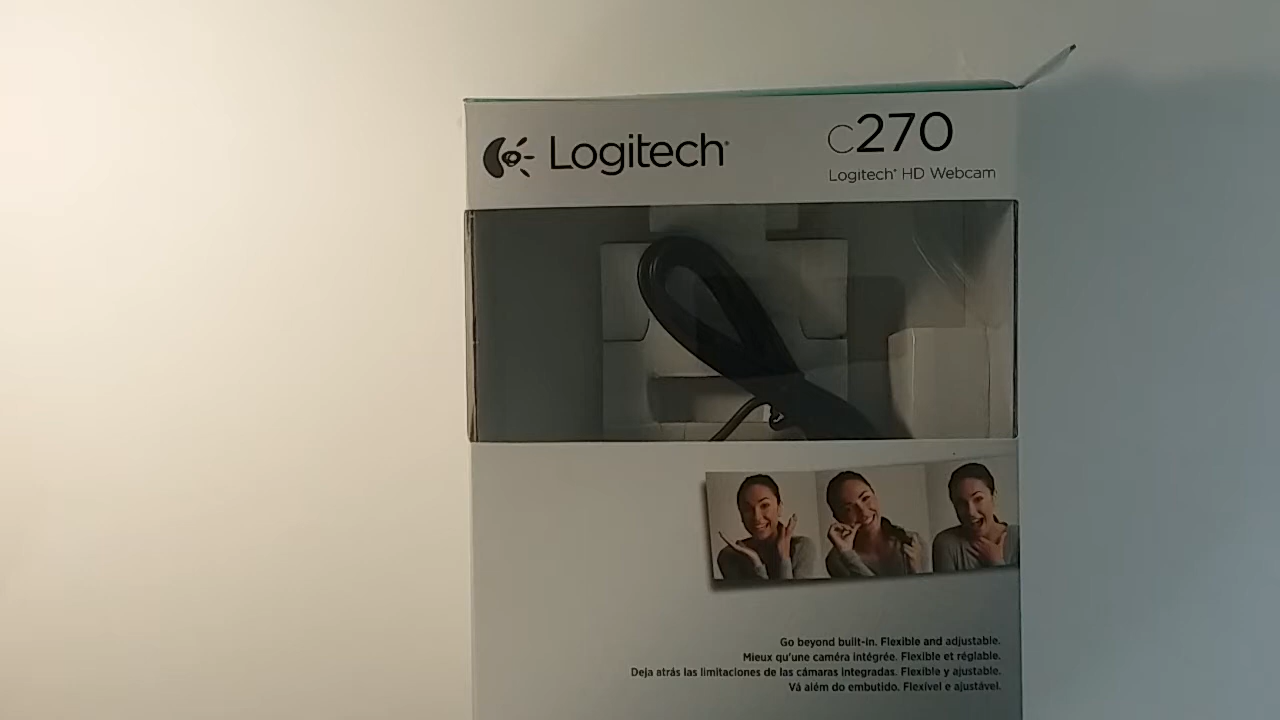 Logitech
C270
Logitech® HD Webcam
Go beyond built-in. Flexible and adjustable.
Mieux qu'une caméra intégrée. Flexible et réglable.
Deja atrás las limitaciones de las cámaras integradas. Flexible y ajustable.
Vá além do embutido. Flexível e ajustável.